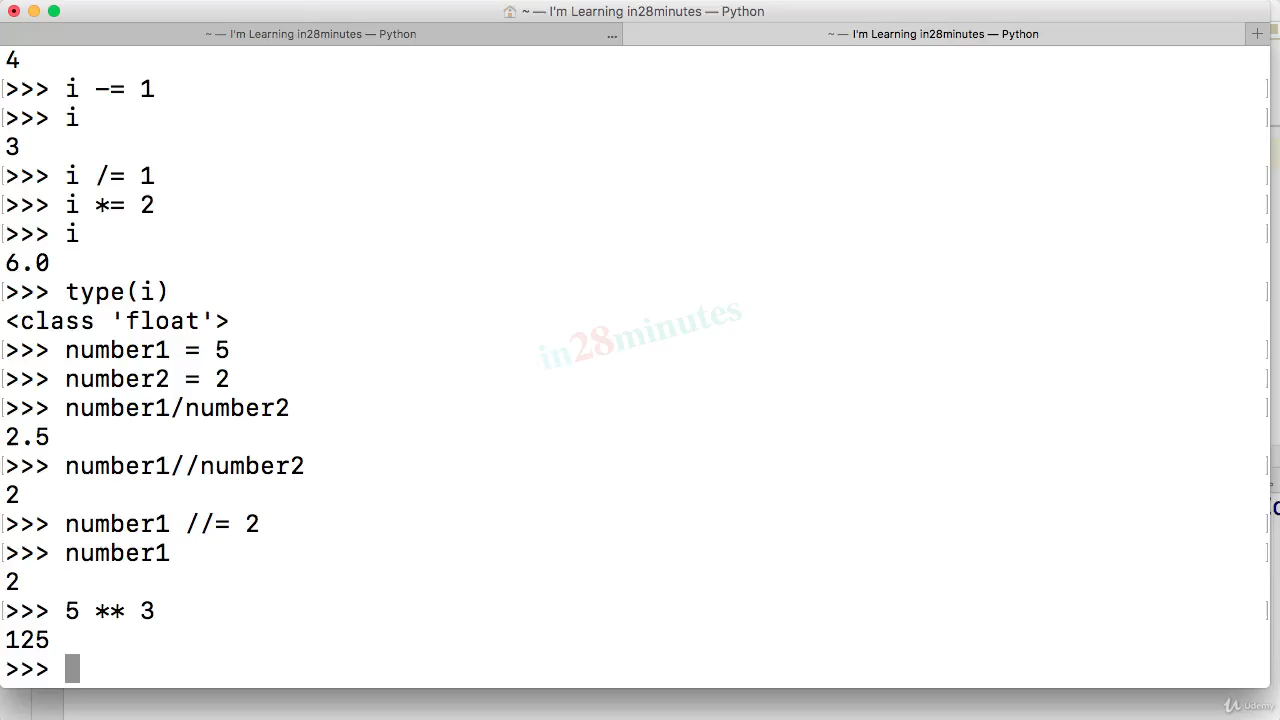 ~ — I'm Learning in28minutes — Python
~ — I'm Learning in28minutes — Python ...
~ — I'm Learning in28minutes — Python +
4
>>> i -= 1
>>> i
3
>>> i /= 1
>>> i *= 2
>>> i
6.0
>>> type(i)
<class 'float'>
>>> number1 = 5
>>> number2 = 2
>>> number1/number2
2.5
>>> number1//number2
2
>>> number1 //= 2
>>> number1
2
>>> 5 ** 3
125
>>>
in28minutes
Udemy